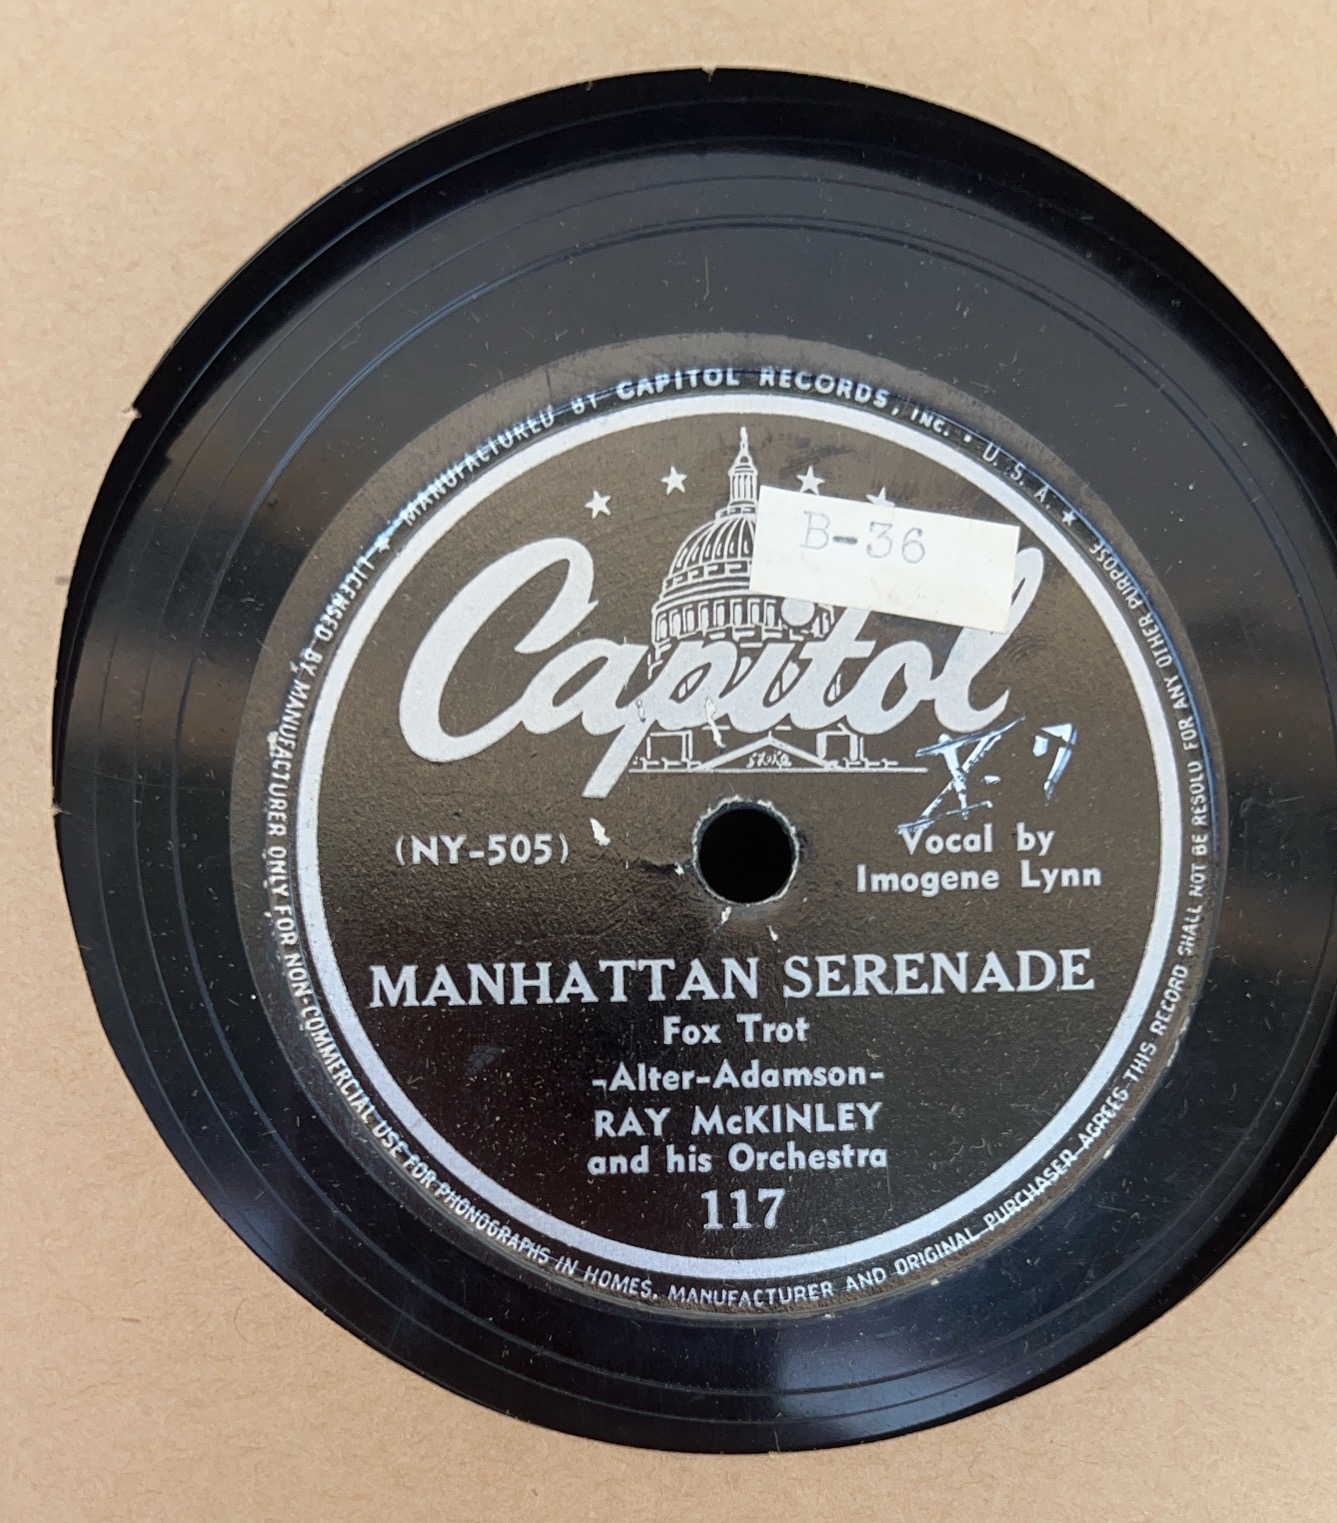 ★ MANUFACTURED BY CAPITOL RECORDS, INC. • U. S. A. ★
B-36
Capitol
X-7
(NY-505)
Vocal by
Imogene Lynn
MANHATTAN SERENADE
Fox Trot
-Alter-Adamson-
RAY McKINLEY
and his Orchestra
117
LICENSED BY MANUFACTURER ONLY FOR NON-COMMERCIAL USE FOR PHONOGRAPHS IN HOMES. MANUFACTURER AND ORIGINAL PURCHASER AGREES THIS RECORD SHALL NOT BE RESOLD FOR ANY OTHER PURPOSE